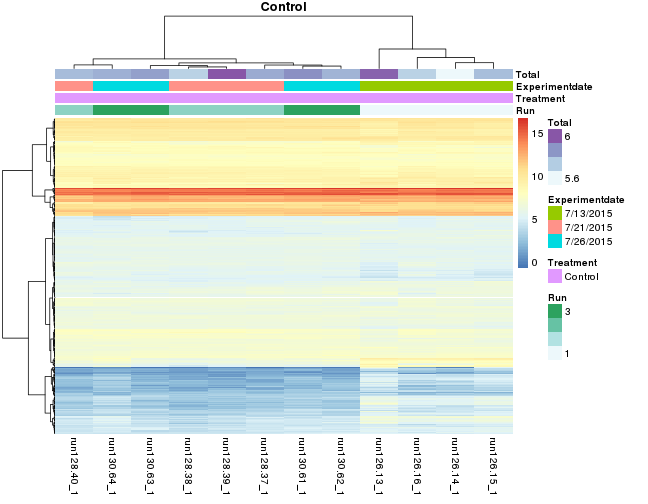 Control
Total
Experimentdate
Treatment
Run
15
10
5
0
Total
6
5.6
Experimentdate
7/13/2015
7/21/2015
7/26/2015
Treatment
Control
Run
3
1
run128.40_1
run130.64_1
run130.63_1
run128.38_1
run128.39_1
run128.37_1
run130.61_1
run130.62_1
run126.13_1
run126.16_1
run126.14_1
run126.15_1